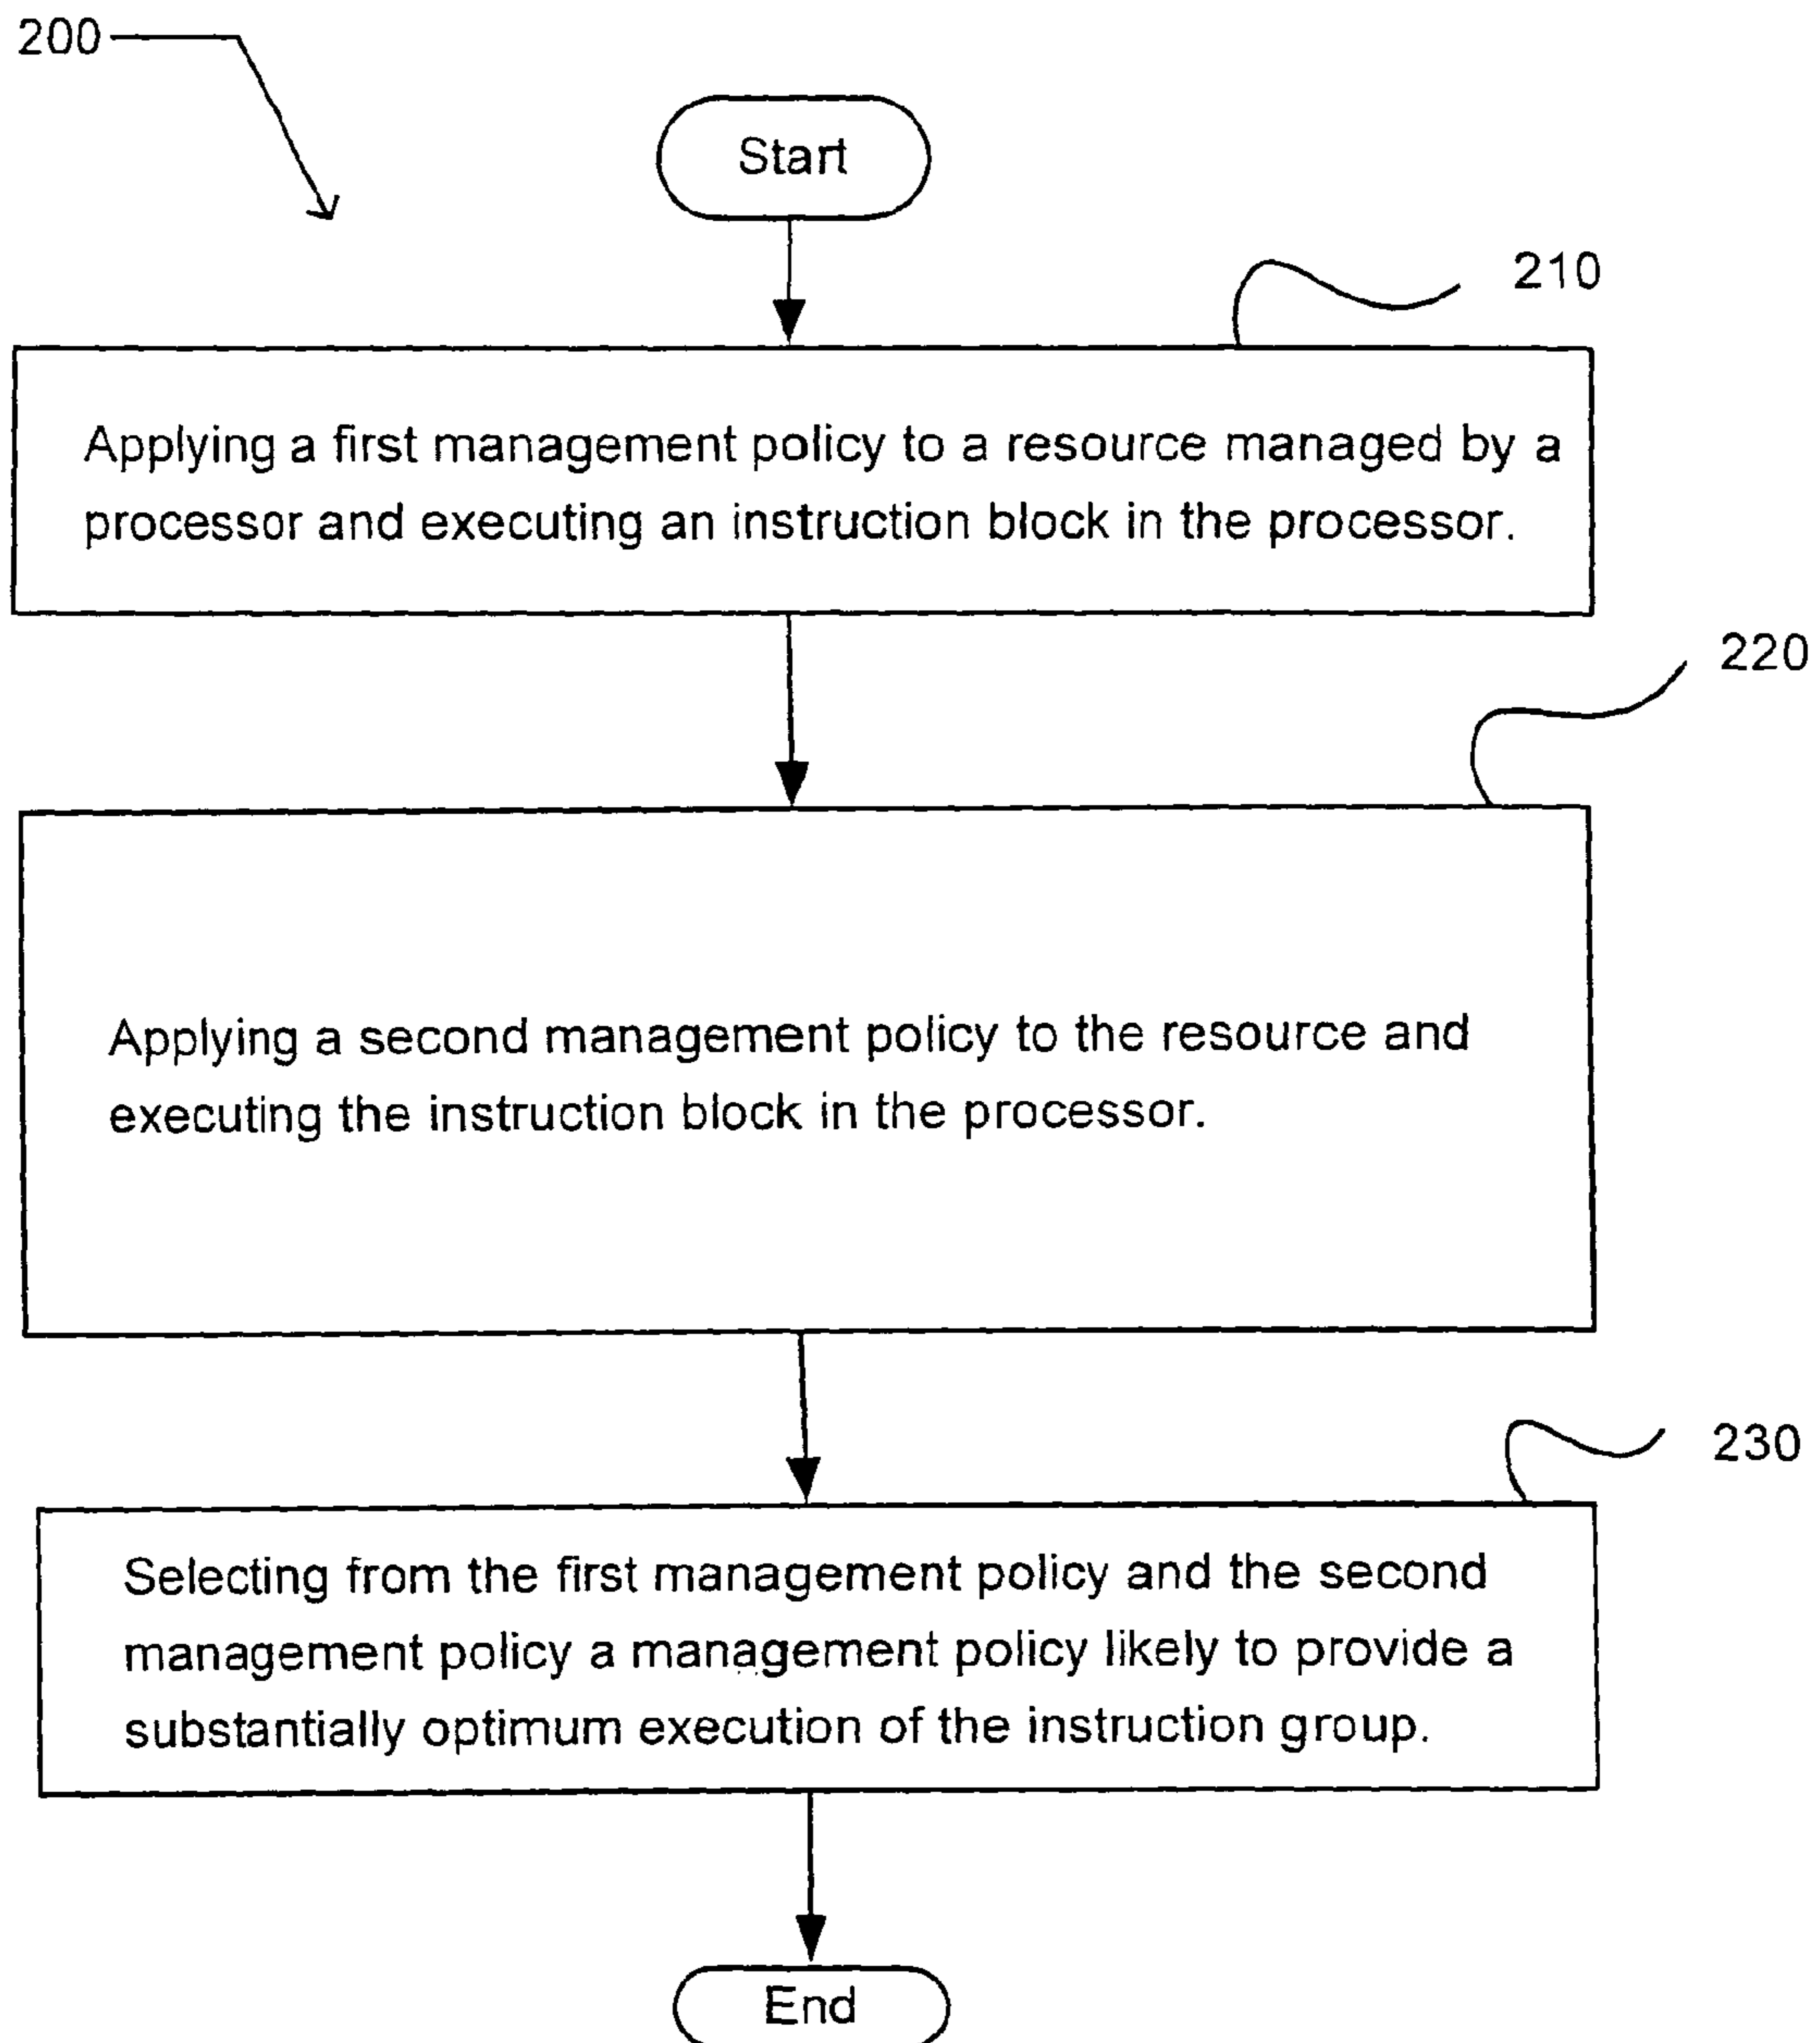 200
Start
210
Applying a first management policy to a resource managed by a
processor and executing an instruction block in the processor.
220
Applying a second management policy to the resource and
executing the instruction block in the processor.
230
Selecting from the first management policy and the second
management policy a management policy likely to provide a
substantially optimum execution of the instruction group.
End